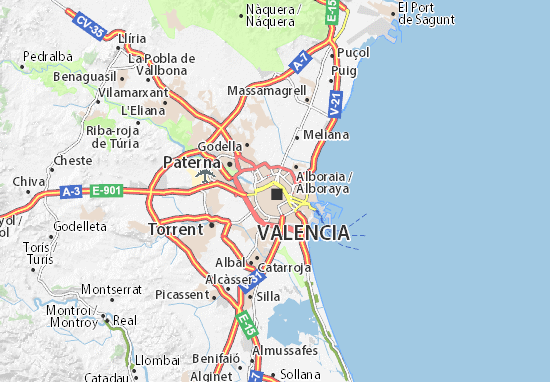 Nàquera /
Náquera
El Port
de Sagunt
E-15
CV-35
Llíria
Pedralba
La Pobla de
Vallbona
A-7
Puçol
Benaguasil
Puig
Massamagrell
Vilamarxant
V-21
L'Eliana
Riba-roja
de Túria
Meliana
Godella
Cheste
Paterna
Alboraia /
Alboraya
Chiva
A-3
E-901
Godelleta
Torrent
VALENCIA
Toris
Turís
Albal
Catarroja
Alcàsser
V-31
Montserrat
Picassent
Silla
Montroi /
Montroy
Real
E-15
Llombai
Benifaió
Almussafes
Catadau
Alginet
Sollana